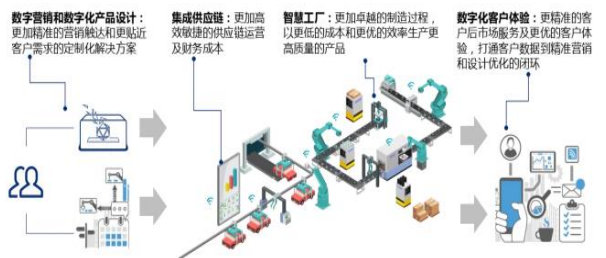 数字营销和数字化产品设计：
更加精准的营销触达和更贴近
客户需求的定制化解决方案
集成供应链：更加高
效敏捷的供应链运营
及财务成本
智慧工厂：更加卓越的制造过程，
以更低的成本和更优的效率生产更
高质量的产品
数字化客户体验：更精准的客
户后市场服务及更优的客户体
验，打通客户数据到精准营销
和设计优化的闭环